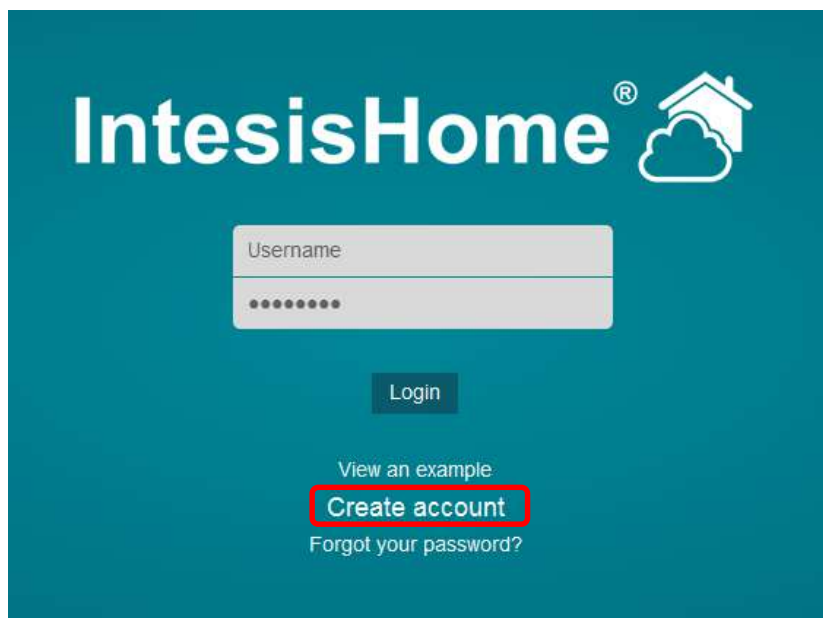 IntesisHome®
Username
••••••••
Login
View an example
Create account
Forgot your password?